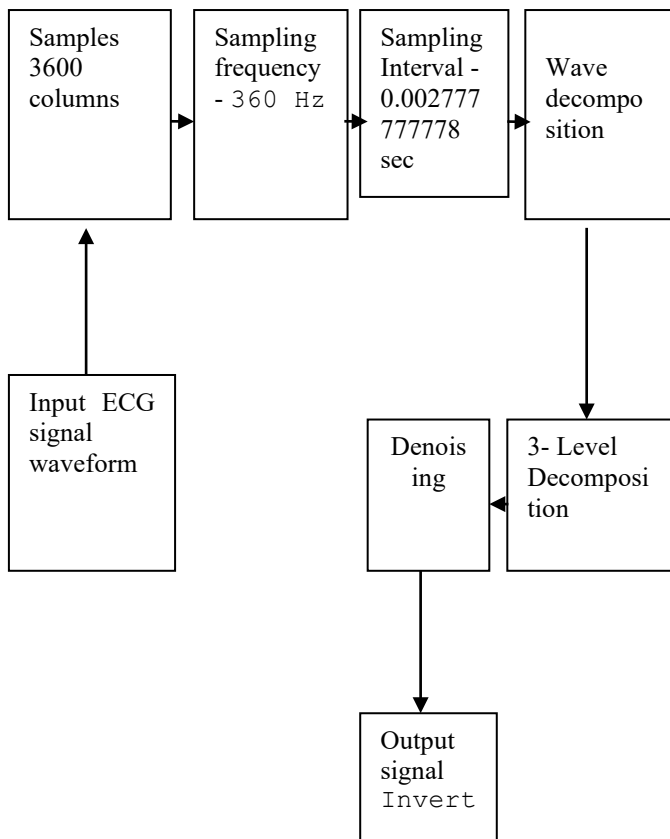 Samples
3600
columns
Sampling
frequency
- 360 Hz
Sampling
Interval -
0.002777
777778
sec
Wave
decompo
sition
Input ECG
signal
waveform
Denois
ing
3- Level
Decomposi
tion
Output
signal
Invert